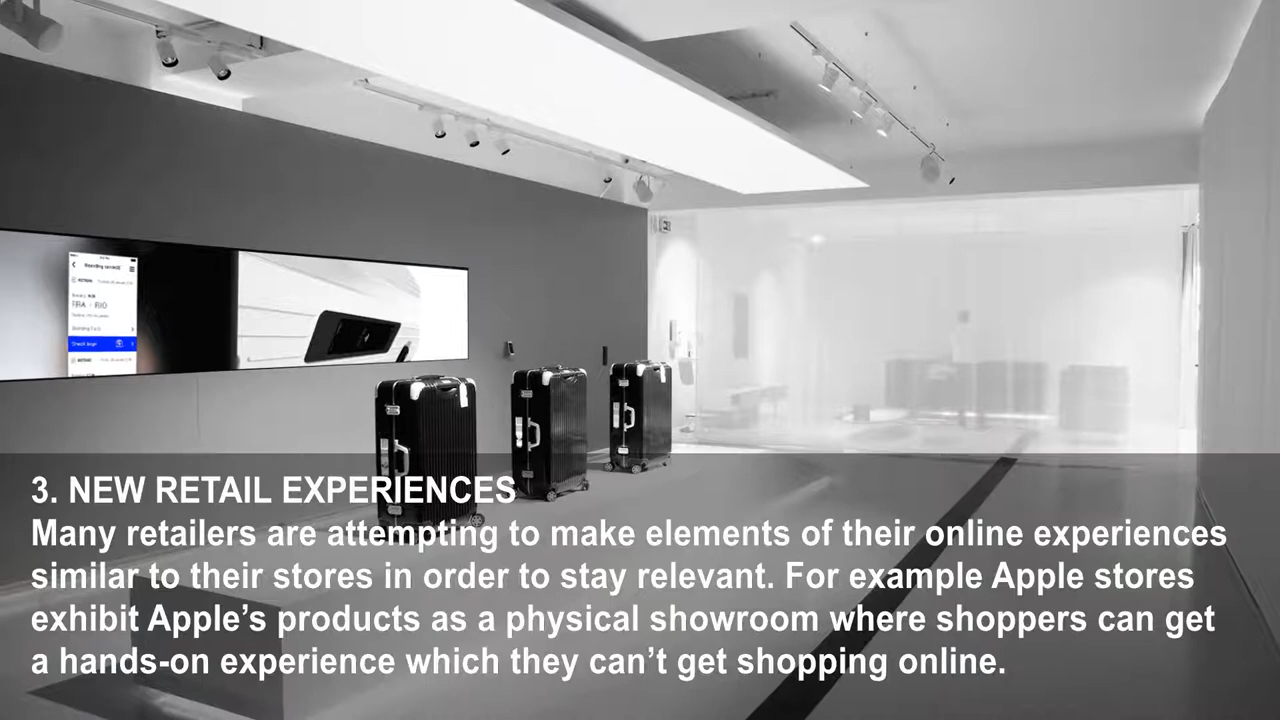 FRA - RIO
3. NEW RETAIL EXPERIENCES
Many retailers are attempting to make elements of their online experiences
similar to their stores in order to stay relevant. For example Apple stores
exhibit Apple’s products as a physical showroom where shoppers can get
a hands-on experience which they can’t get shopping online.